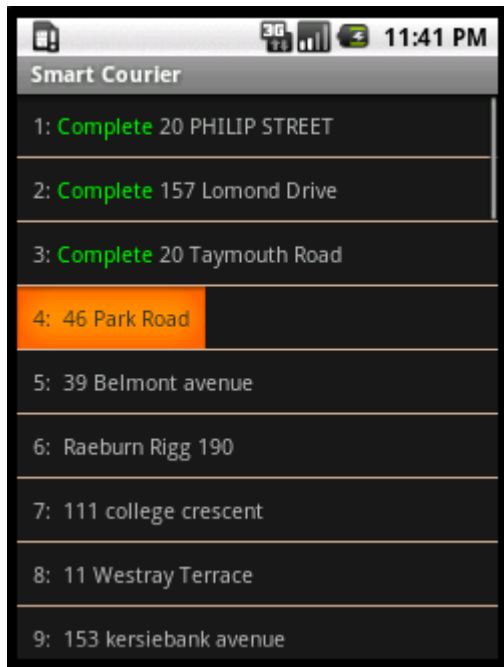 3G 11:41 PM
Smart Courier
1: Complete 20 PHILIP STREET
2: Complete 157 Lomond Drive
3: Complete 20 Taymouth Road
4: 46 Park Road
5: 39 Belmont avenue
6: Raeburn Rigg 190
7: 111 college crescent
8: 11 Westray Terrace
9: 153 kersiebank avenue